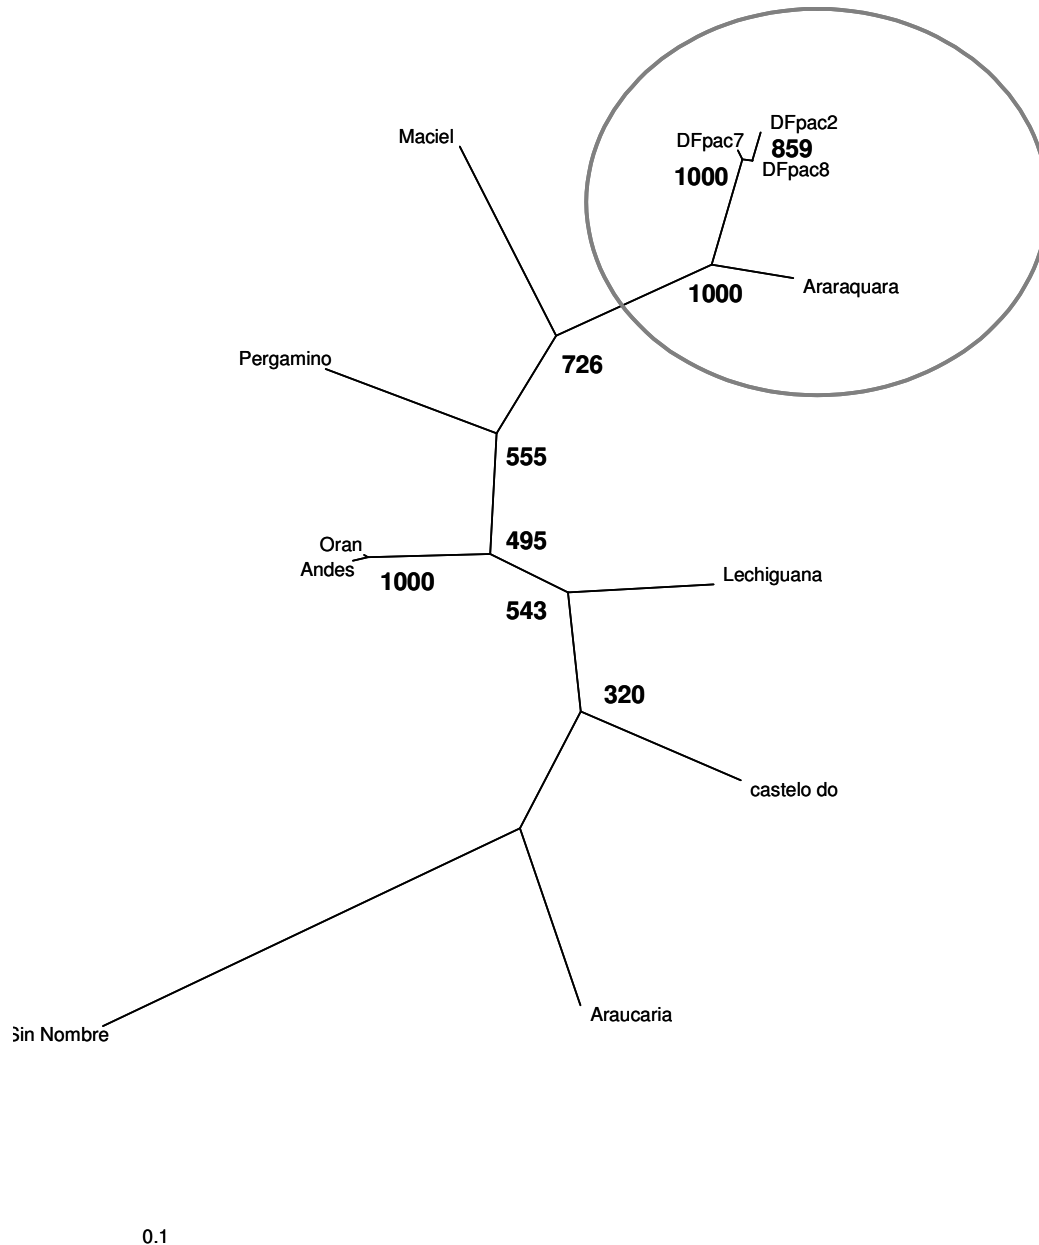 DFpac2
Maciel
DFpac7
859
DFpac8
1000
Araraquara
1000
Pergamino
726
555
495
Oran
Andes
1000
Lechiguana
543
320
castelo do
Araucaria
Sin Nombre
0.1